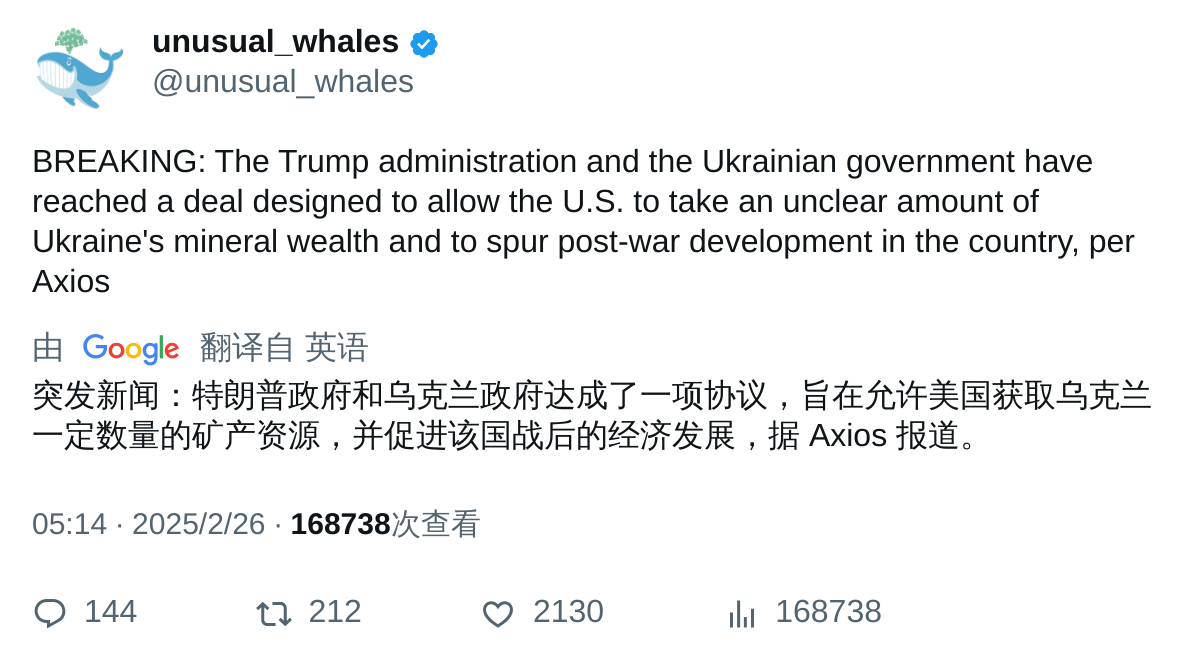 unusual_whales
@unusual_whales
BREAKING: The Trump administration and the Ukrainian government have
reached a deal designed to allow the U.S. to take an unclear amount of
Ukraine's mineral wealth and to spur post-war development in the country, per
Axios
由 Google 翻译自 英语
突发新闻：特朗普政府和乌克兰政府达成了一项协议，旨在允许美国获取乌克兰
一定数量的矿产资源，并促进该国战后的经济发展，据 Axios 报道。
05:14 · 2025/2/26 · 168738次查看
144 212 2130 168738